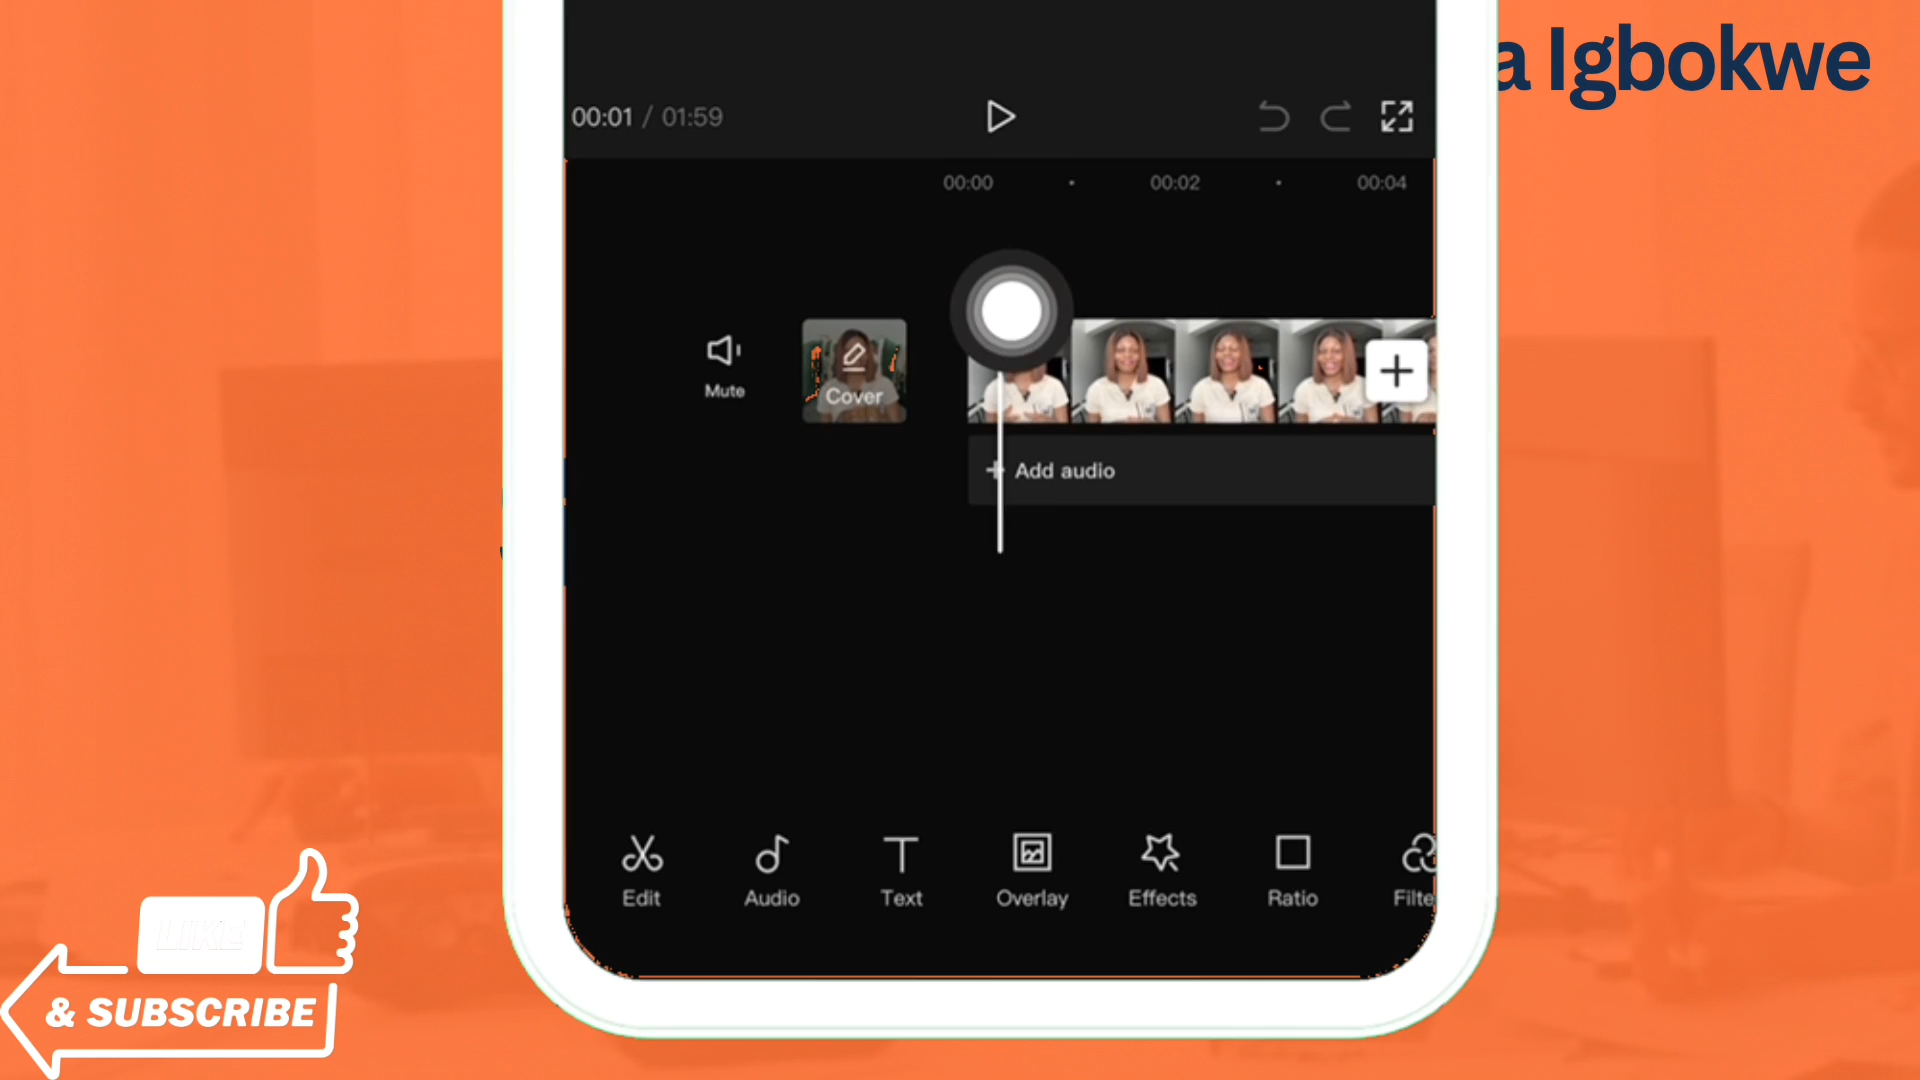 a Igbokwe
00:01 / 01:59
00:00 00:02 00:04
Mute
Cover
Add audio
Edit Audio Text Overlay Effects Ratio Filte
LIKE
& SUBSCRIBE